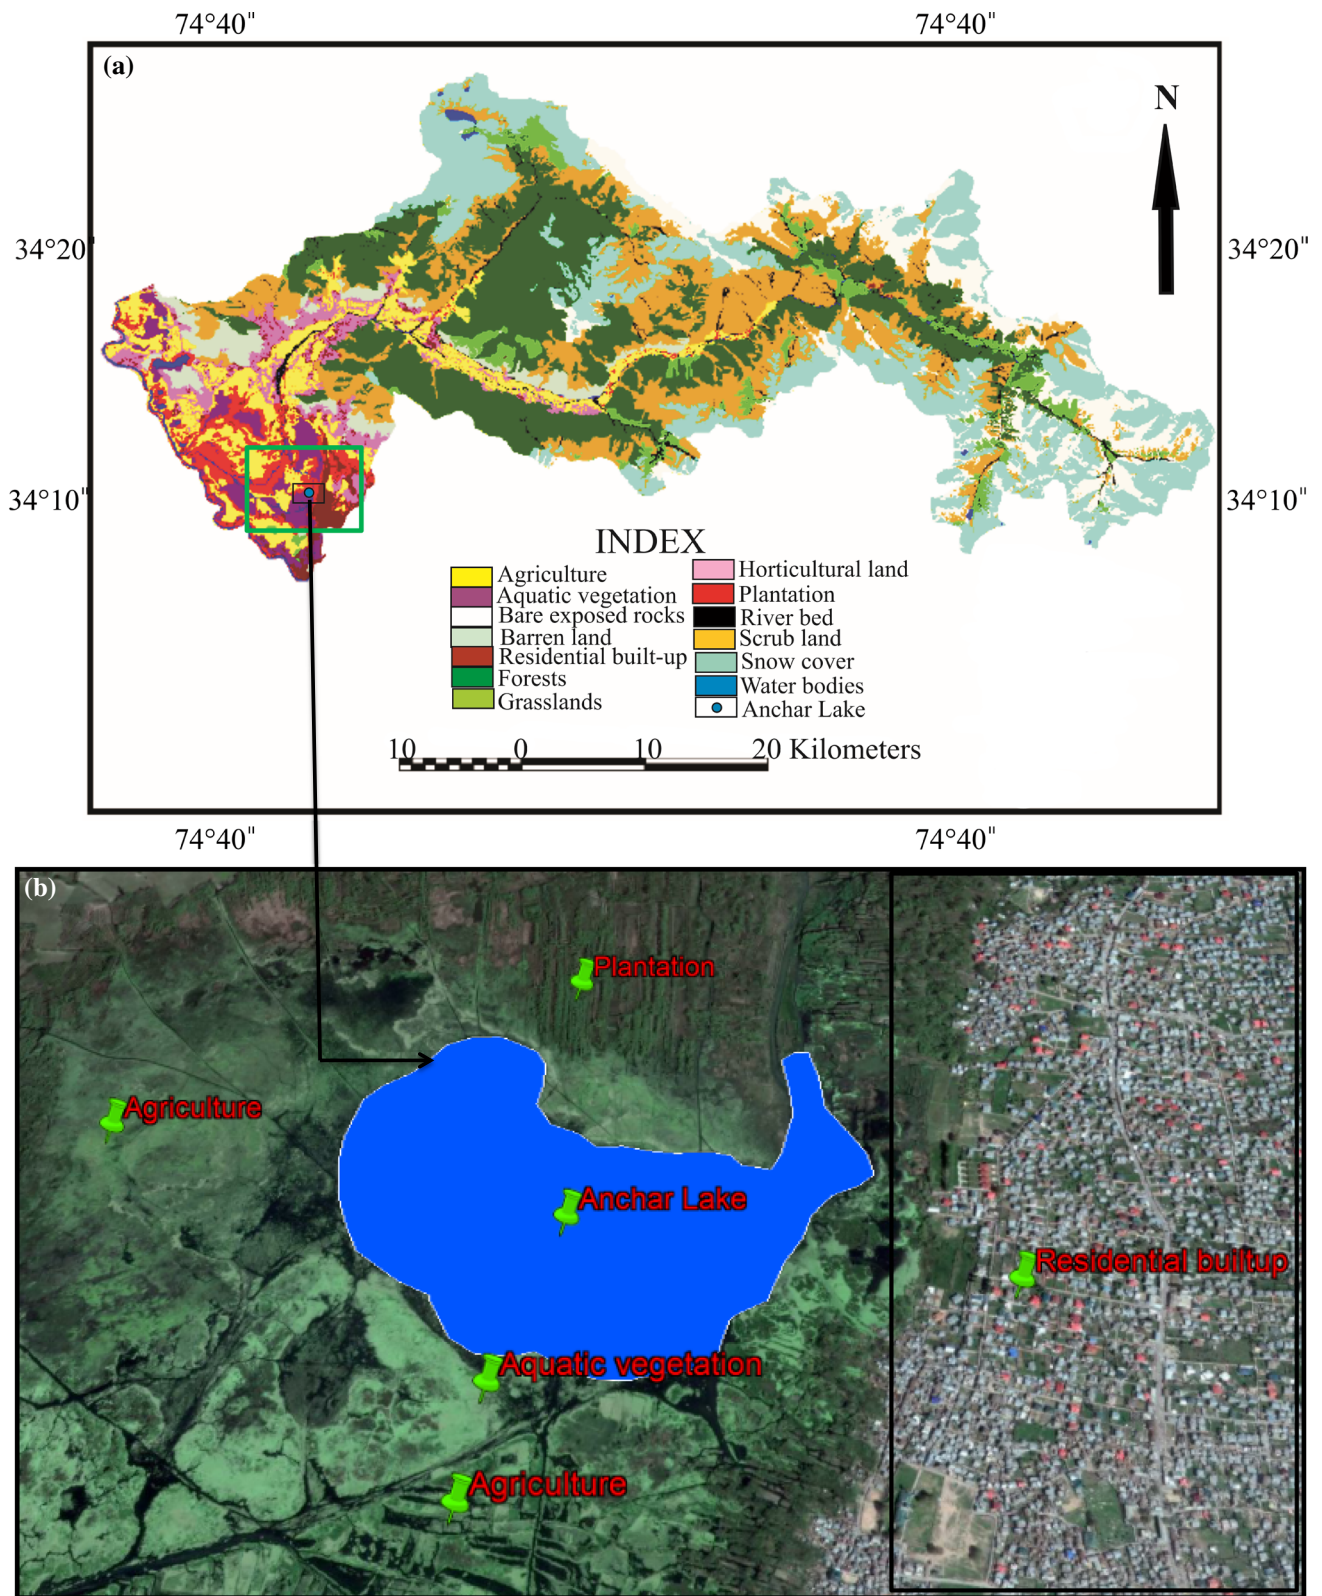 74°40" 74°40"
(a)
N
34°20' 34°20"
34°10" 34°10"
INDEX
Agriculture
Aquatic vegetation
Bare exposed rocks
Barren land
Residential built-up
Forests
Grasslands
Horticultural land
Plantation
River bed
Scrub land
Snow cover
Water bodies
Anchar Lake
10 0 10 20 Kilometers
74°40" 74°40"
(b)
Plantation
Agriculture
Anchar Lake
Residential builtup
Aquatic vegetation
Agriculture